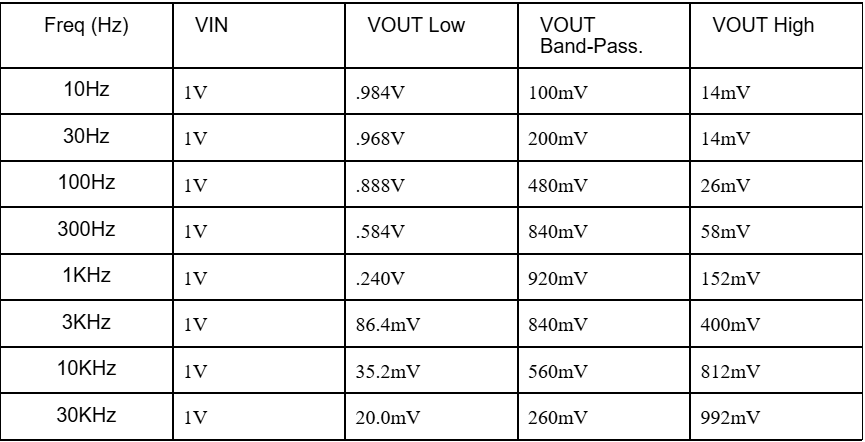 Freq (Hz) VIN VOUT Low VOUT Band-Pass. VOUT High
10Hz 1V .984V 100mV 14mV
30Hz 1V .968V 200mV 14mV
100Hz 1V .888V 480mV 26mV
300Hz 1V .584V 840mV 58mV
1KHz 1V .240V 920mV 152mV
3KHz 1V 86.4mV 840mV 400mV
10KHz 1V 35.2mV 560mV 812mV
30KHz 1V 20.0mV 260mV 992mV